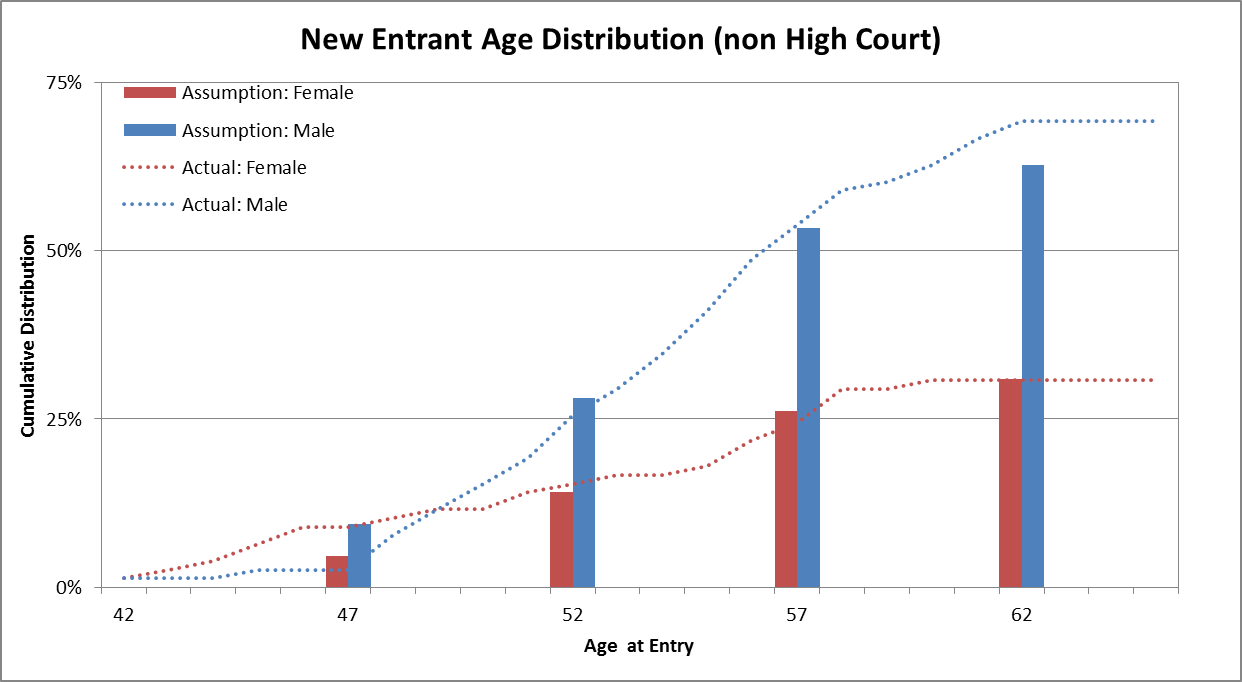 New Entrant Age Distribution (non High Court)
75%
Assumption: Female
Assumption: Male
Actual: Female
Actual: Male
50%
25%
0%
Cumulative Distribution
42 47 52 57 62
Age at Entry